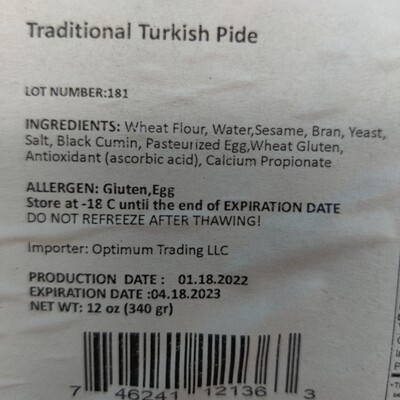 Traditional Turkish Pide
LOT NUMBER:181
INGREDIENTS: Wheat Flour, Water,Sesame, Bran, Yeast,
Salt, Black Cumin, Pasteurized Egg,Wheat Gluten,
Antioxidant (ascorbic acid), Calcium Propionate
ALLERGEN: Giuten,Egg
Store at -18 C until the end of EXPIRATION DATE
DO NOT REFREEZE AFTER THAWING!
Importer: Optimum Trading LLC
PRODUCTION DATE : 01.18.2022
EXPIRATION DATE :04.18.2023
NET WT: 12 oz (340 gr)
7 46241 12136 3